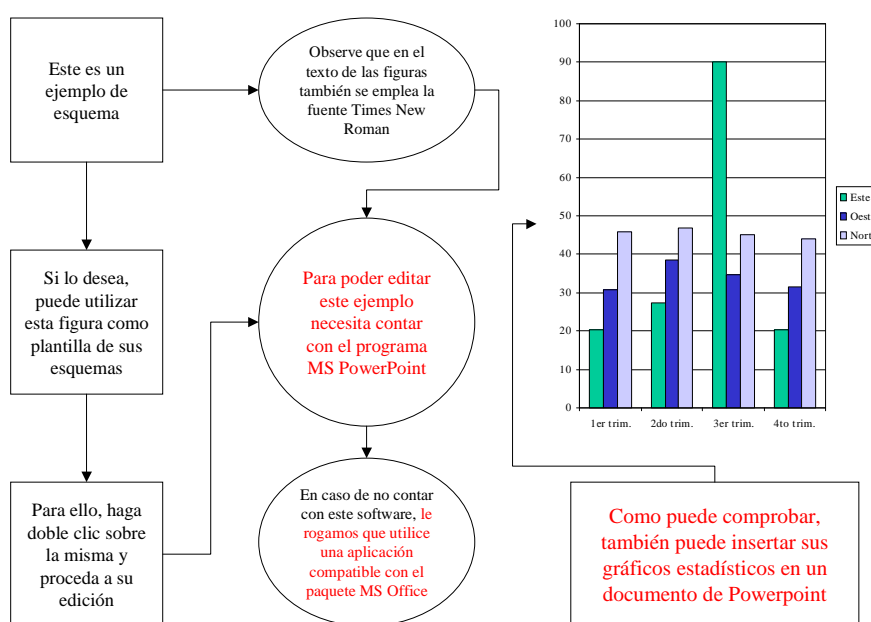 Este es un
ejemplo de
esquema
Observe que en el
texto de las figuras
también se emplea la
fuente Times New
Roman
Si lo desea,
puede utilizar
esta figura como
plantilla de sus
esquemas
Para poder editar
este ejemplo
necesita contar
con el programa
MS PowerPoint
Para ello, haga
doble clic sobre
la misma y
proceda a su
edición
En caso de no contar
con este software, le
rogamos que utilice
una aplicación
compatible con el
paquete MS Office
100
90
80
70
60
50
40
30
20
10
0
1er trim.
2do trim.
3er trim.
4to trim.
Este
Oest
Nort
Como puede comprobar,
también puede insertar sus
gráficos estadísticos en un
documento de Powerpoint